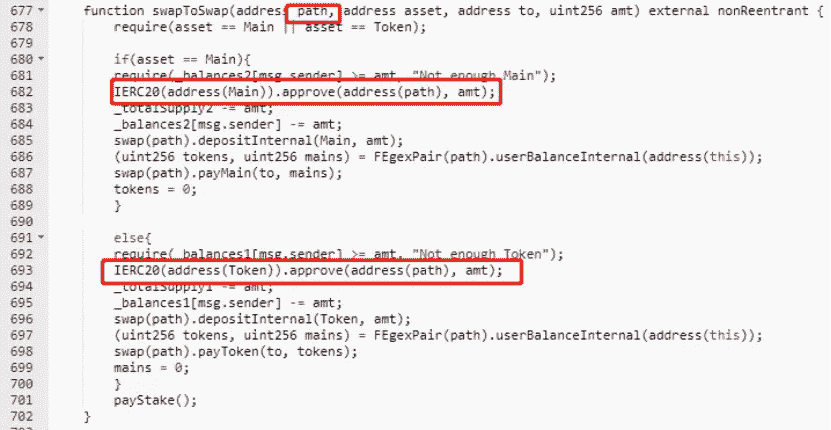 677 function swapToSwap(address path, address asset, address to, uint256 amt) external nonReentrant {
678 require(asset == Main || asset == Token);
679
680 if(asset == Main){
681 require(_balances2[msg.sender] >= amt, "Not enough Main");
682 IERC20(address(Main)).approve(address(path), amt);
683 _totalSupply2 -= amt;
684 _balances2[msg.sender] -= amt;
685 swap(path).depositInternal(Main, amt);
686 (uint256 tokens, uint256 mains) = FEgexPair(path).userBalanceInternal(address(this));
687 swap(path).payMain(to, mains);
688 tokens = 0;
689 }
690
691 else{
692 require(_balances1[msg.sender] >= amt, "Not enough Token");
693 IERC20(address(Token)).approve(address(path), amt);
694 _totalSupply1 -= amt;
695 _balances1[msg.sender] -= amt;
696 swap(path).depositInternal(Token, amt);
697 (uint256 tokens, uint256 mains) = FEgexPair(path).userBalanceInternal(address(this));
698 swap(path).payToken(to, tokens);
699 mains = 0;
700 }
701 payStake();
702 }